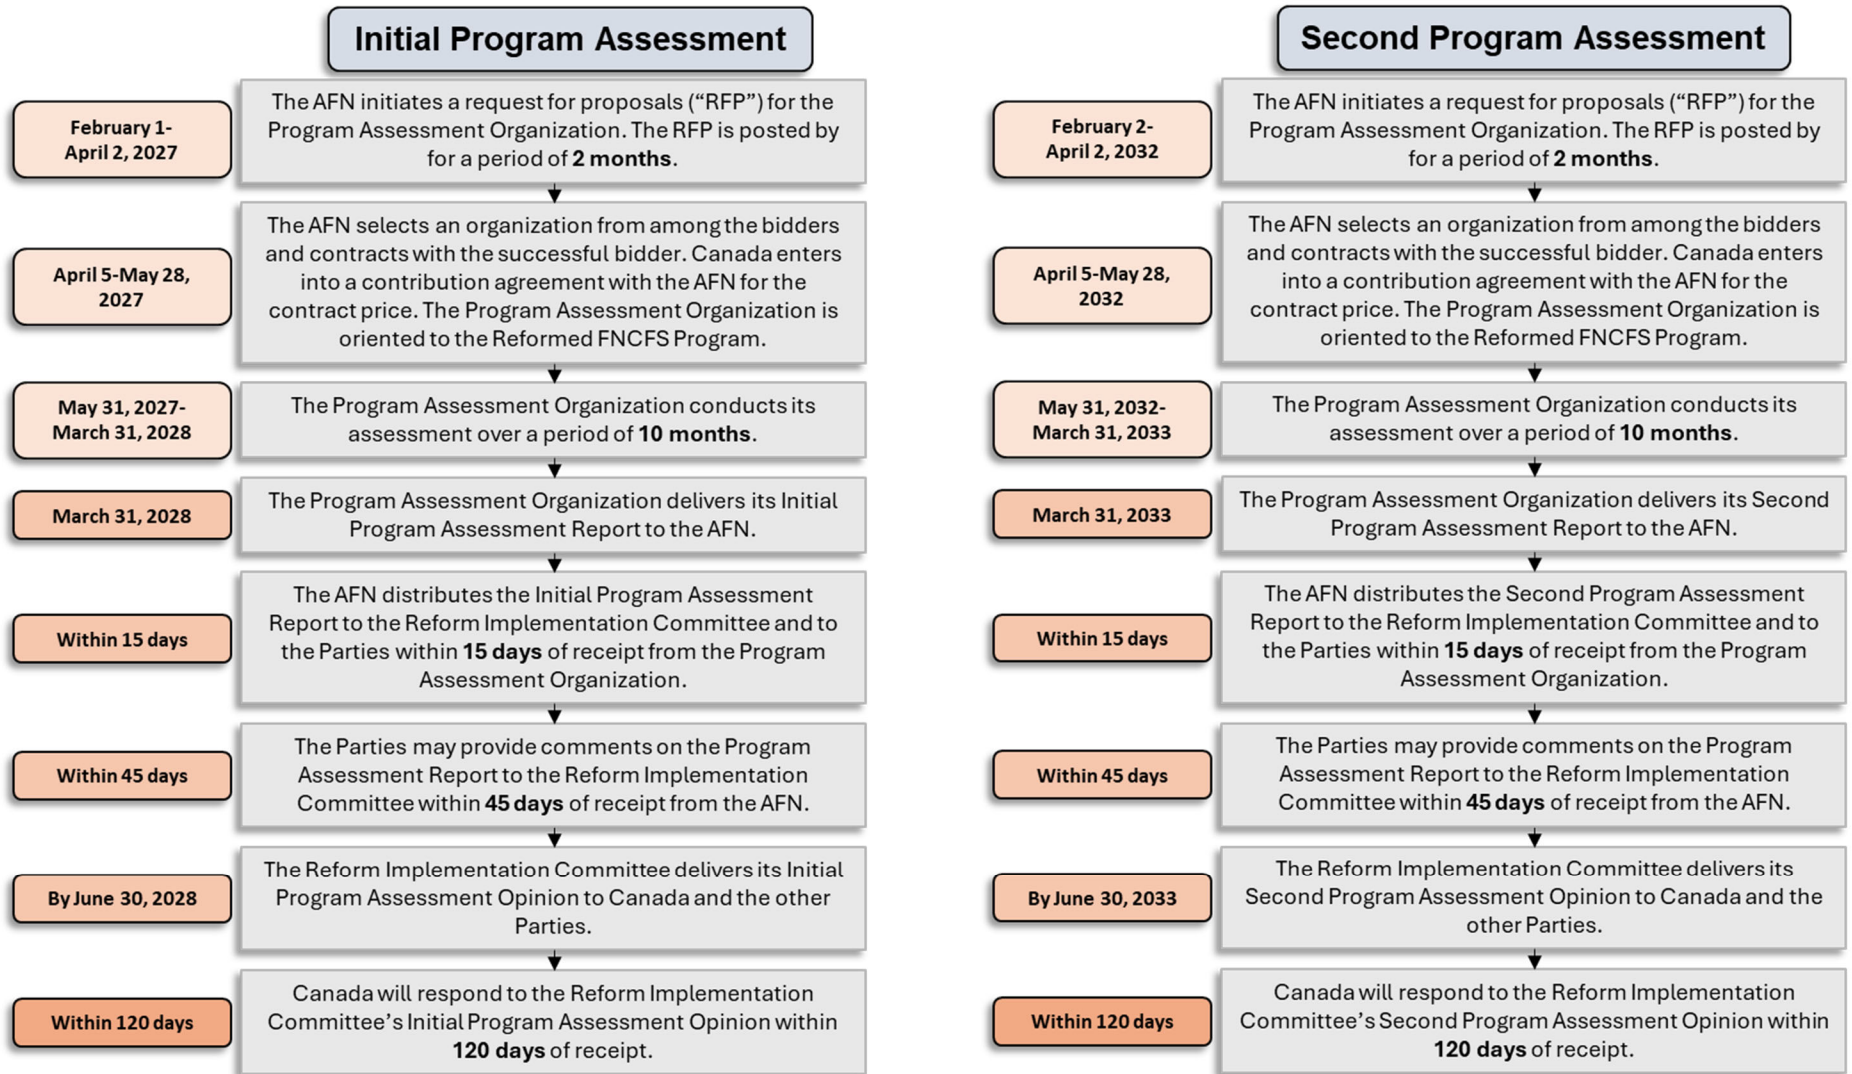 Initial Program Assessment
February 1-
April 2, 2027
The AFN initiates a request for proposals (“RFP”) for the
Program Assessment Organization. The RFP is posted by
for a period of 2 months.
April 5-May 28,
2027
The AFN selects an organization from among the bidders
and contracts with the successful bidder. Canada enters
into a contribution agreement with the AFN for the
contract price. The Program Assessment Organization is
oriented to the Reformed FNCFS Program.
May 31, 2027-
March 31, 2028
The Program Assessment Organization conducts its
assessment over a period of 10 months.
March 31, 2028
The Program Assessment Organization delivers its Initial
Program Assessment Report to the AFN.
Within 15 days
The AFN distributes the Initial Program Assessment
Report to the Reform Implementation Committee and to
the Parties within 15 days of receipt from the Program
Assessment Organization.
Within 45 days
The Parties may provide comments on the Program
Assessment Report to the Reform Implementation
Committee within 45 days of receipt from the AFN.
By June 30, 2028
The Reform Implementation Committee delivers its Initial
Program Assessment Opinion to Canada and the other
Parties.
Within 120 days
Canada will respond to the Reform Implementation
Committee’s Initial Program Assessment Opinion within
120 days of receipt.
Second Program Assessment
February 2-
April 2, 2032
The AFN initiates a request for proposals (“RFP”) for the
Program Assessment Organization. The RFP is posted by
for a period of 2 months.
April 5-May 28,
2032
The AFN selects an organization from among the bidders
and contracts with the successful bidder. Canada enters
into a contribution agreement with the AFN for the
contract price. The Program Assessment Organization is
oriented to the Reformed FNCFS Program.
May 31, 2032-
March 31, 2033
The Program Assessment Organization conducts its
assessment over a period of 10 months.
March 31, 2033
The Program Assessment Organization delivers its Second
Program Assessment Report to the AFN.
Within 15 days
The AFN distributes the Second Program Assessment
Report to the Reform Implementation Committee and to
the Parties within 15 days of receipt from the Program
Assessment Organization.
Within 45 days
The Parties may provide comments on the Program
Assessment Report to the Reform Implementation
Committee within 45 days of receipt from the AFN.
By June 30, 2033
The Reform Implementation Committee delivers its
Second Program Assessment Opinion to Canada and the
other Parties.
Within 120 days
Canada will respond to the Reform Implementation
Committee’s Second Program Assessment Opinion within
120 days of receipt.